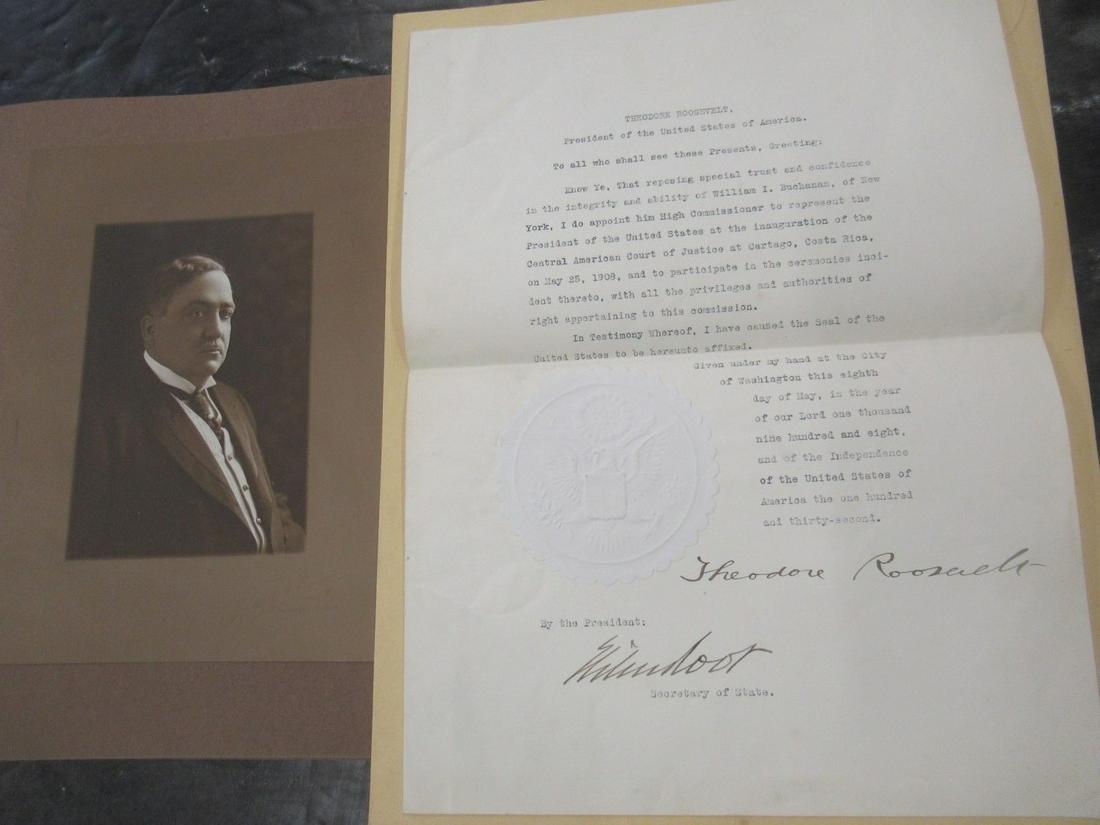 THEODORE ROOSEVELT,
President of the United States of America.
To all who shall see these Presents, Greeting:
Know Ye, That reposing special trust and confidence
in the integrity and ability of William I. Buchanan, of New
York, I do appoint him High Commissioner to represent the
President of the United States at the inauguration of the
Central American Court of Justice at Cartago, Costa Rica,
on May 25, 1908, and to participate in the ceremonies inci-
dent thereto, with all the privileges and authorities of
right appertaining to this commission.
In Testimony Whereof, I have caused the Seal of the
United States to be hereunto affixed.
Given under my hand at the City
of Washington this eighth
day of May, in the year
of our Lord one thousand
nine hundred and eight,
and of the Independence
of the United States of
America the one hundred
and thirty-second.
Theodore Roosevelt
By the President:
Elihu Root
Secretary of State.